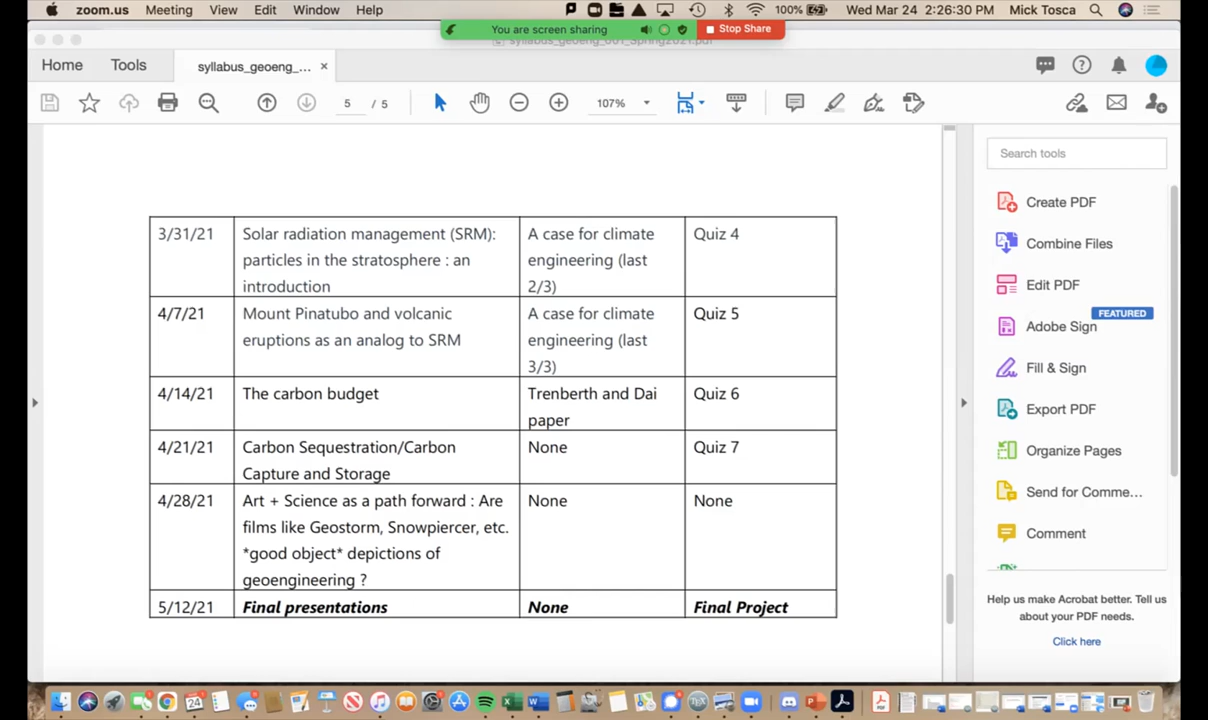 zoom.us Meeting View Edit Window Help 100% Wed Mar 24 2:26:30 PM Mick Tosca
You are screen sharing Stop Share
syllabus_geoeng_001_Spring2021.pdf
Home Tools syllabus_geoeng_... ×
5 / 5 107%
Search tools
Create PDF
Combine Files
Edit PDF
FEATURED
Adobe Sign
Fill & Sign
Export PDF
Organize Pages
Send for Comme...
Comment
Help us make Acrobat better. Tell us
about your PDF needs.
Click here
3/31/21 Solar radiation management (SRM): A case for climate Quiz 4
particles in the stratosphere : an engineering (last
introduction 2/3)
4/7/21 Mount Pinatubo and volcanic A case for climate Quiz 5
eruptions as an analog to SRM engineering (last
3/3)
4/14/21 The carbon budget Trenberth and Dai Quiz 6
paper
4/21/21 Carbon Sequestration/Carbon None Quiz 7
Capture and Storage
4/28/21 Art + Science as a path forward : Are None None
films like Geostorm, Snowpiercer, etc.
*good object* depictions of
geoengineering ?
5/12/21 Final presentations None Final Project
24